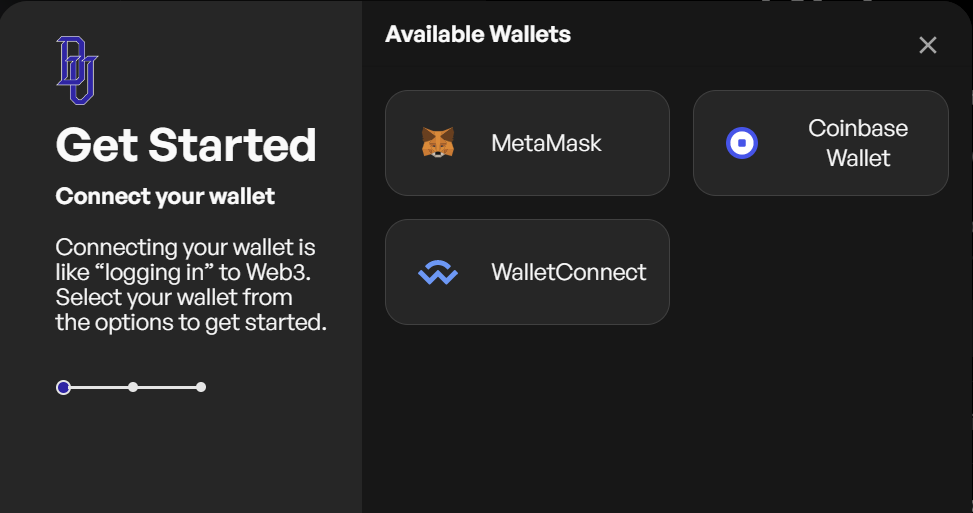 DU
Get Started
Connect your wallet
Connecting your wallet is
like “logging in” to Web3.
Select your wallet from
the options to get started.
Available Wallets
MetaMask
Coinbase
Wallet
WalletConnect